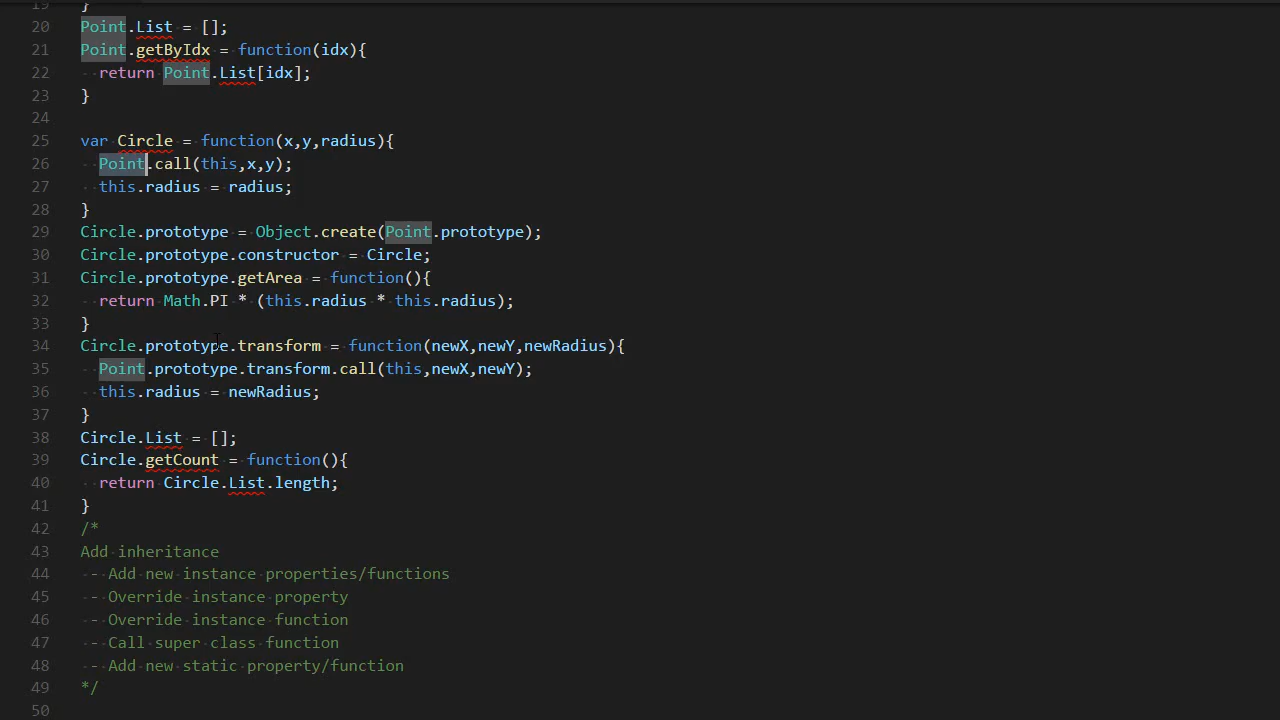 19 }
20 Point.List = [];
21 Point.getByIdx = function(idx){
22 return Point.List[idx];
23 }
24
25 var Circle = function(x,y,radius){
26 Point.call(this,x,y);
27 this.radius = radius;
28 }
29 Circle.prototype = Object.create(Point.prototype);
30 Circle.prototype.constructor = Circle;
31 Circle.prototype.getArea = function(){
32 return Math.PI * (this.radius * this.radius);
33 }
34 Circle.prototype.transform = function(newX,newY,newRadius){
35 Point.prototype.transform.call(this,newX,newY);
36 this.radius = newRadius;
37 }
38 Circle.List = [];
39 Circle.getCount = function(){
40 return Circle.List.length;
41 }
42 /*
43 Add inheritance
44 - Add new instance properties/functions
45 - Override instance property
46 - Override instance function
47 - Call super class function
48 - Add new static property/function
49 */
50